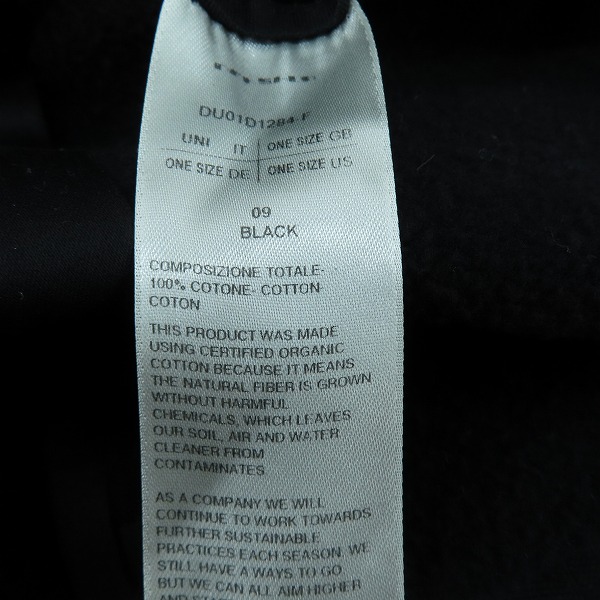 DU01D1284-F
UNI IT ONE SIZE GB
ONE SIZE DE ONE SIZE US
09
BLACK
COMPOSIZIONE TOTALE-
100% COTONE- COTTON
COTON
THIS PRODUCT WAS MADE
USING CERTIFIED ORGANIC
COTTON BECAUSE IT MEANS
THE NATURAL FIBER IS GROWN
WITHOUT HARMFUL
CHEMICALS, WHICH LEAVES
OUR SOIL, AIR AND WATER
CLEANER FROM
CONTAMINATES
AS A COMPANY WE WILL
CONTINUE TO WORK TOWARDS
FURTHER SUSTAINABLE
PRACTICES EACH SEASON. WE
STILL HAVE A WAYS TO GO
BUT WE CAN ALL AIM HIGHER